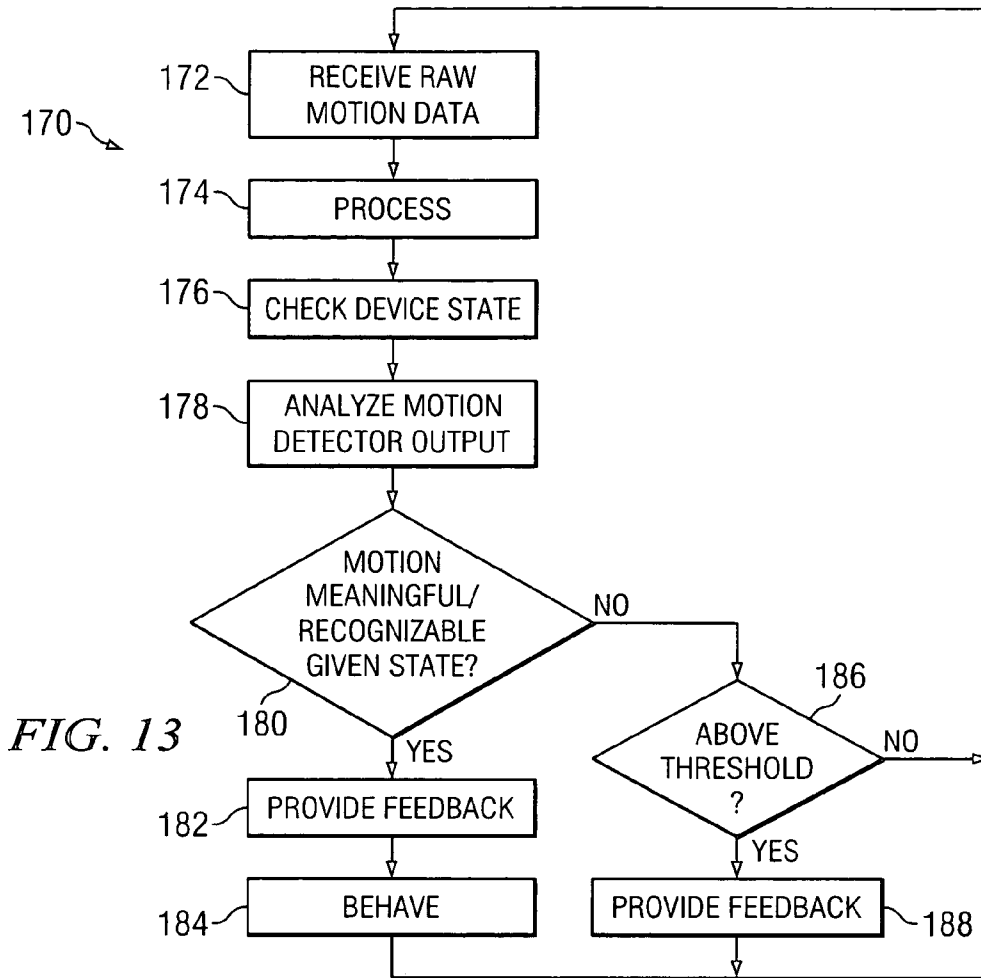 170
172
RECEIVE RAW
MOTION DATA
174
PROCESS
176
CHECK DEVICE STATE
178
ANALYZE MOTION
DETECTOR OUTPUT
MOTION
MEANINGFUL/
RECOGNIZABLE
GIVEN STATE?
NO
180
YES
186
ABOVE
THRESHOLD
?
NO
YES
FIG. 13
182
PROVIDE FEEDBACK
184
BEHAVE
PROVIDE FEEDBACK
188